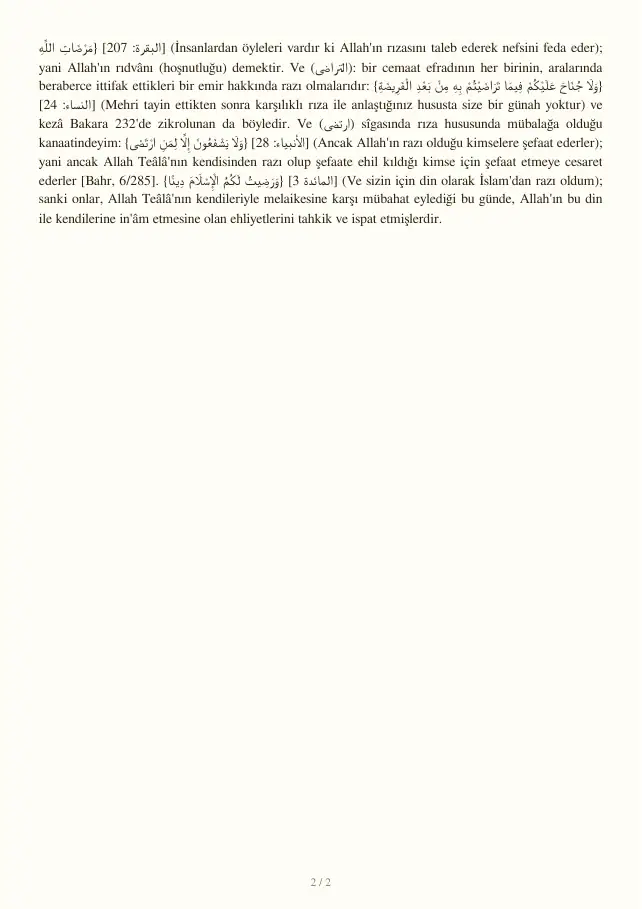 مَرْضَاتِ اللَّهِ} [البقرة: 207] (İnsanlardan öyleleri vardır ki Allah'ın rızasını taleb ederek nefsini feda eder);
yani Allah'ın rıdvânı (hoşnutluğu) demektir. Ve (التراضى): bir cemaat efradının her birinin, aralarında
beraberce ittifak ettikleri bir emir hakkında razı olmalarıdır: {وَلَا جُنَاحَ عَلَيْكُمْ فِيمَا تَرَاضَيْتُمْ بِهِ مِنْ بَعْدِ الْفَرِيضَةِ}
[النساء: 24] (Mehri tayin ettikten sonra karşılıklı rıza ile anlaştığınız hususta size bir günah yoktur) ve
kezâ Bakara 232'de zikrolunan da böyledir. Ve (ارتضى) sîgasında rıza hususunda mübalağa olduğu
kanaatindeyim: {وَلَا يَشْفَعُونَ إِلَّا لِمَنِ ارْتَضَى} [الأنبياء: 28] (Ancak Allah'ın razı olduğu kimselere şefaat ederler);
yani ancak Allah Teâlâ'nın kendisinden razı olup şefaate ehil kıldığı kimse için şefaat etmeye cesaret
ederler [Bahr, 6/285]. {وَرَضِيتُ لَكُمُ الْإِسْلَامَ دِينًا} [المائدة 3] (Ve sizin için din olarak İslam'dan razı oldum);
sanki onlar, Allah Teâlâ'nın kendileriyle melaikesine karşı mübahat eylediği bu günde, Allah'ın bu din
ile kendilerine in'âm etmesine olan ehliyetlerini tahkik ve ispat etmişlerdir.
2 / 2